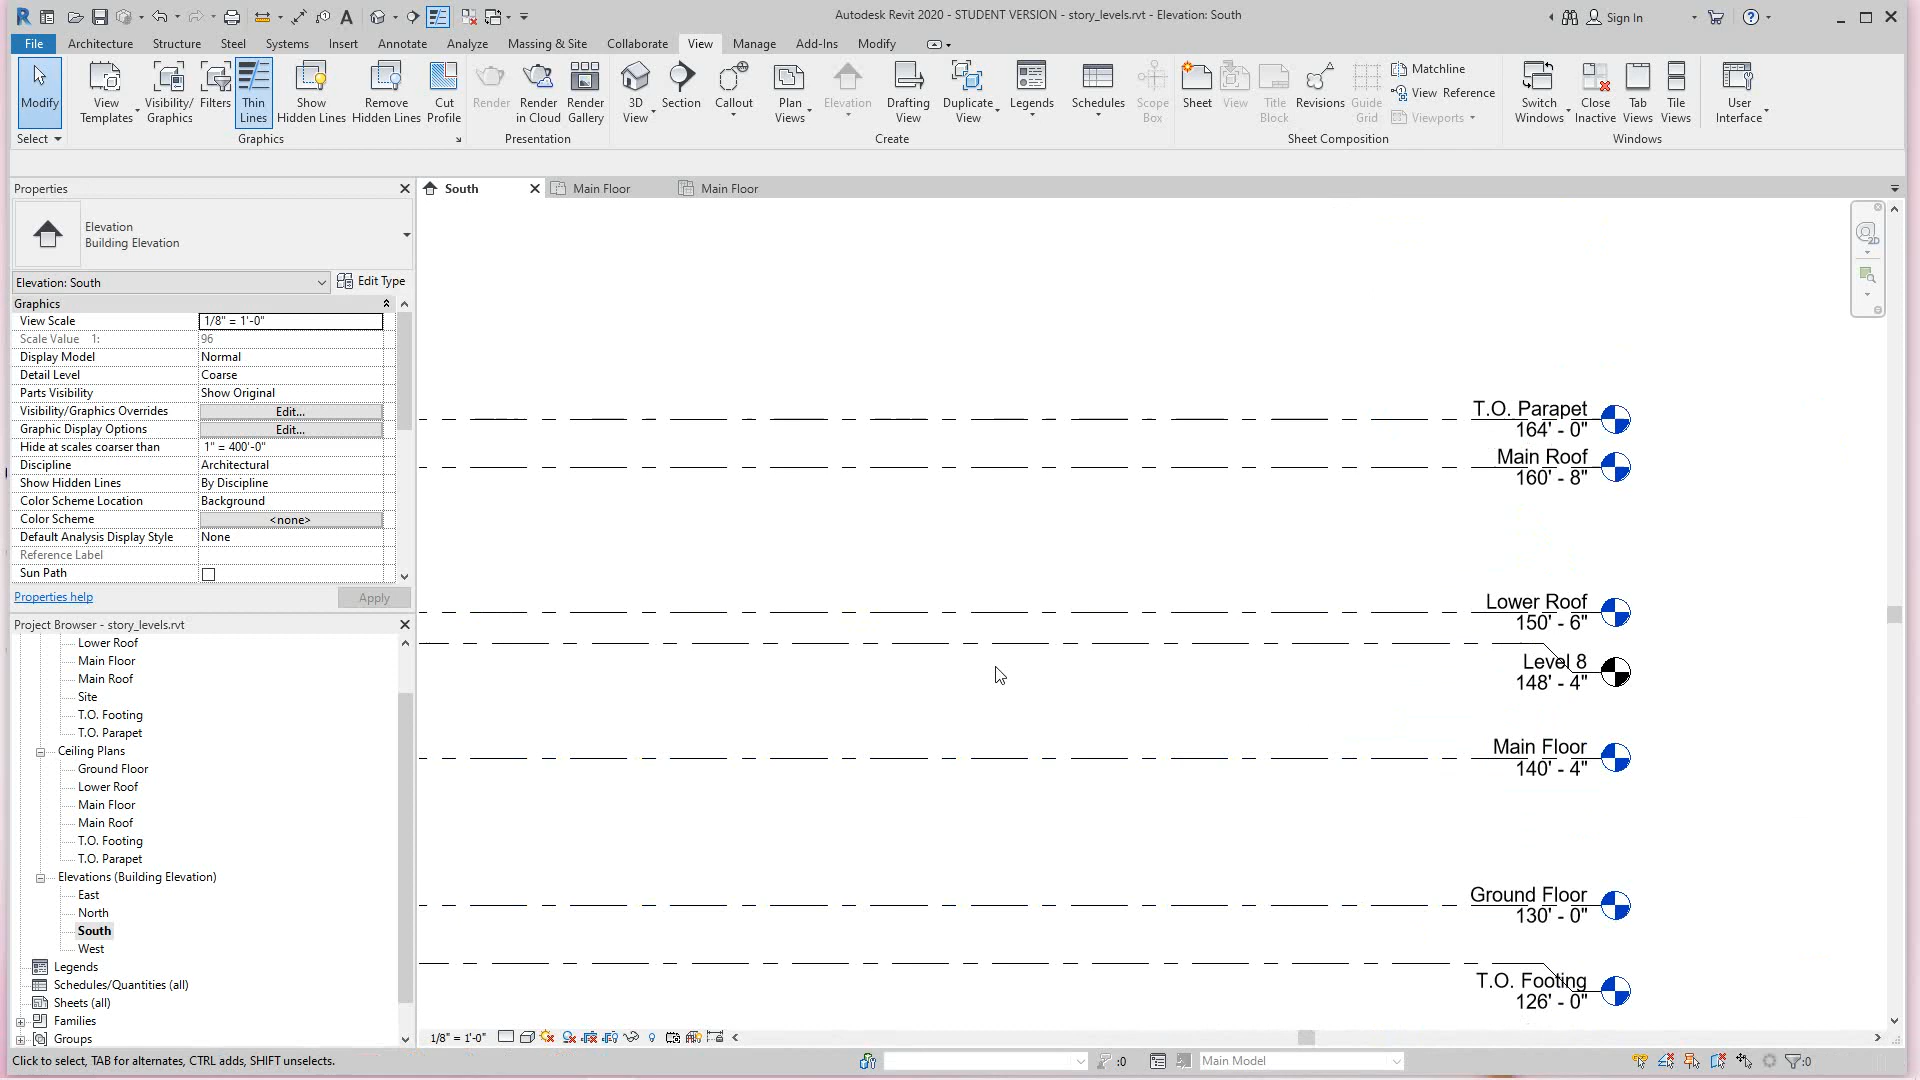 Autodesk Revit 2020 - STUDENT VERSION - story_levels.rvt - Elevation: South
Sign In
File Architecture Structure Steel Systems Insert Annotate Analyze Massing & Site Collaborate View Manage Add-Ins Modify
Modify
View Templates
Visibility/ Graphics
Filters
Thin Lines
Show Hidden Lines
Remove Hidden Lines
Cut Profile
Render
Render in Cloud
Render Gallery
3D View
Section
Callout
Plan Views
Elevation
Drafting View
Duplicate View
Legends
Schedules
Scope Box
Sheet
View
Title Block
Revisions
Guide Grid
Matchline
View Reference
Viewports
Switch Windows
Close Inactive
Tab Views
Tile Views
User Interface
Select Graphics Presentation Create Sheet Composition Windows
Properties
South
Main Floor
Main Floor
Elevation
Building Elevation
Elevation: South
Edit Type
Graphics
View Scale 1/8" = 1'-0"
Scale Value 1: 96
Display Model Normal
Detail Level Coarse
Parts Visibility Show Original
Visibility/Graphics Overrides Edit...
Graphic Display Options Edit...
Hide at scales coarser than 1" = 400'-0"
Discipline Architectural
Show Hidden Lines By Discipline
Color Scheme Location Background
Color Scheme <none>
Default Analysis Display Style None
Reference Label
Sun Path
Properties help
Apply
Project Browser - story_levels.rvt
Lower Roof
Main Floor
Main Roof
Site
T.O. Footing
T.O. Parapet
Ceiling Plans
Ground Floor
Lower Roof
Main Floor
Main Roof
T.O. Footing
T.O. Parapet
Elevations (Building Elevation)
East
North
South
West
Legends
Schedules/Quantities (all)
Sheets (all)
Families
Groups
T.O. Parapet
164' - 0"
Main Roof
160' - 8"
Lower Roof
150' - 6"
Level 8
148' - 4"
Main Floor
140' - 4"
Ground Floor
130' - 0"
T.O. Footing
126' - 0"
1/8" = 1'-0"
Click to select, TAB for alternates, CTRL adds, SHIFT unselects.
:0
Main Model
:0